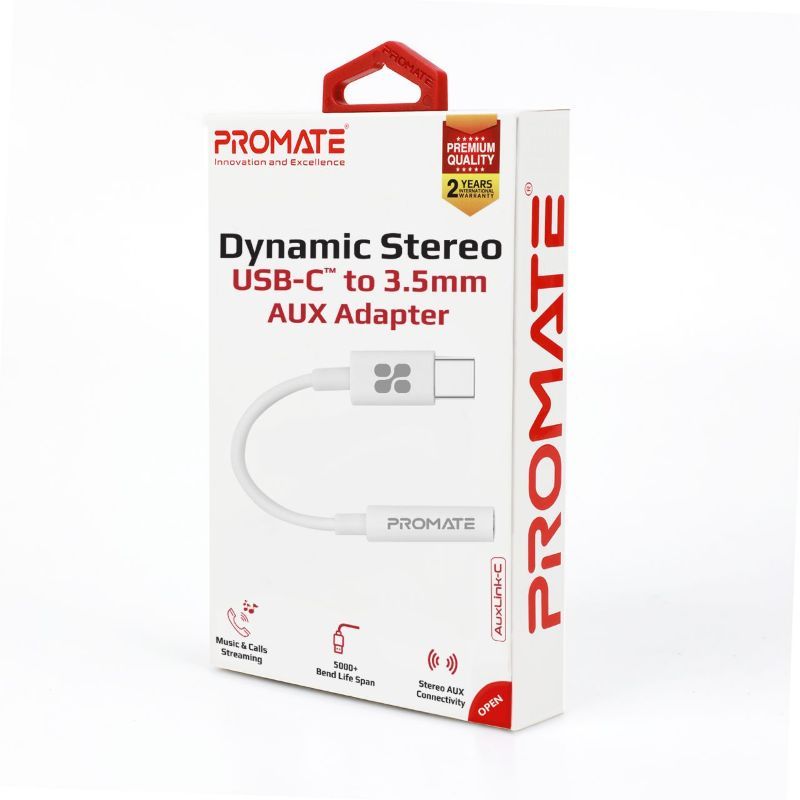 PROMATE
PROMATE®
Innovation and Excellence
PREMIUM
QUALITY
2 YEARS
INTERNATIONAL
WARRANTY
Dynamic Stereo
USB-C™ to 3.5mm
AUX Adapter
PROMATE
Music & Calls
Streaming
5000+
Bend Life Span
Stereo AUX
Connectivity
AuxLink-C
OPEN
PROMATE®